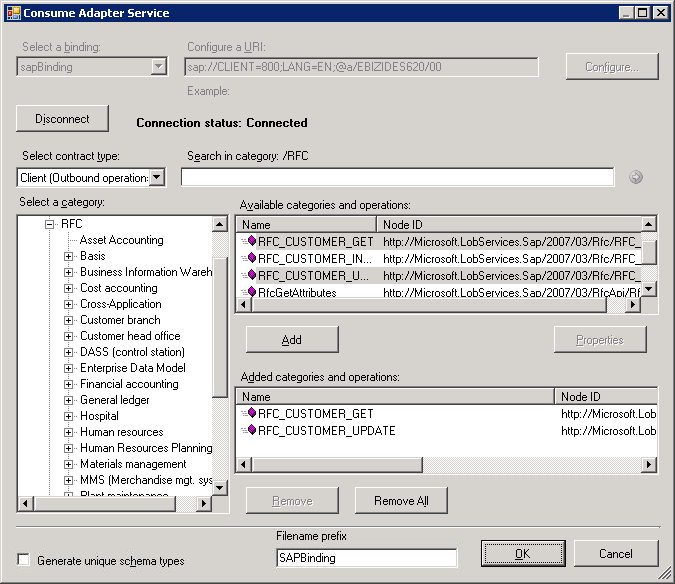 Consume Adapter Service
Select a binding:
Configure a URI:
sapBinding
sap://CLIENT=800;LANG=EN;@a/EBIZIDES620/00
Configure...
Example:
Disconnect
Connection status: Connected
Select contract type:
Search in category: /RFC
Client (Outbound operations
Select a category:
RFC
Asset Accounting
Basis
Business Information Wareh
Cost accounting
Cross-Application
Customer branch
Customer head office
DASS (control station)
Enterprise Data Model
Financial accounting
General ledger
Hospital
Human resources
Human Resources Planning
Materials management
MMS (Merchandise mgt. sys
Plant maintenance
Available categories and operations:
Name
Node ID
RFC_CUSTOMER_GET
http://Microsoft.LobServices.Sap/2007/03/Rfc/RFC_
RFC_CUSTOMER_IN...
http://Microsoft.LobServices.Sap/2007/03/Rfc/RFC_
RFC_CUSTOMER_U...
http://Microsoft.LobServices.Sap/2007/03/Rfc/RFC_
RfcGetAttributes
http://Microsoft.LobServices.Sap/2007/03/RfcApi/Rf
Add
Properties
Added categories and operations:
Name
Node ID
RFC_CUSTOMER_GET
http://Microsoft.Lob
RFC_CUSTOMER_UPDATE
http://Microsoft.Lob
Remove
Remove All
Filename prefix
Generate unique schema types
SAPBinding
OK
Cancel